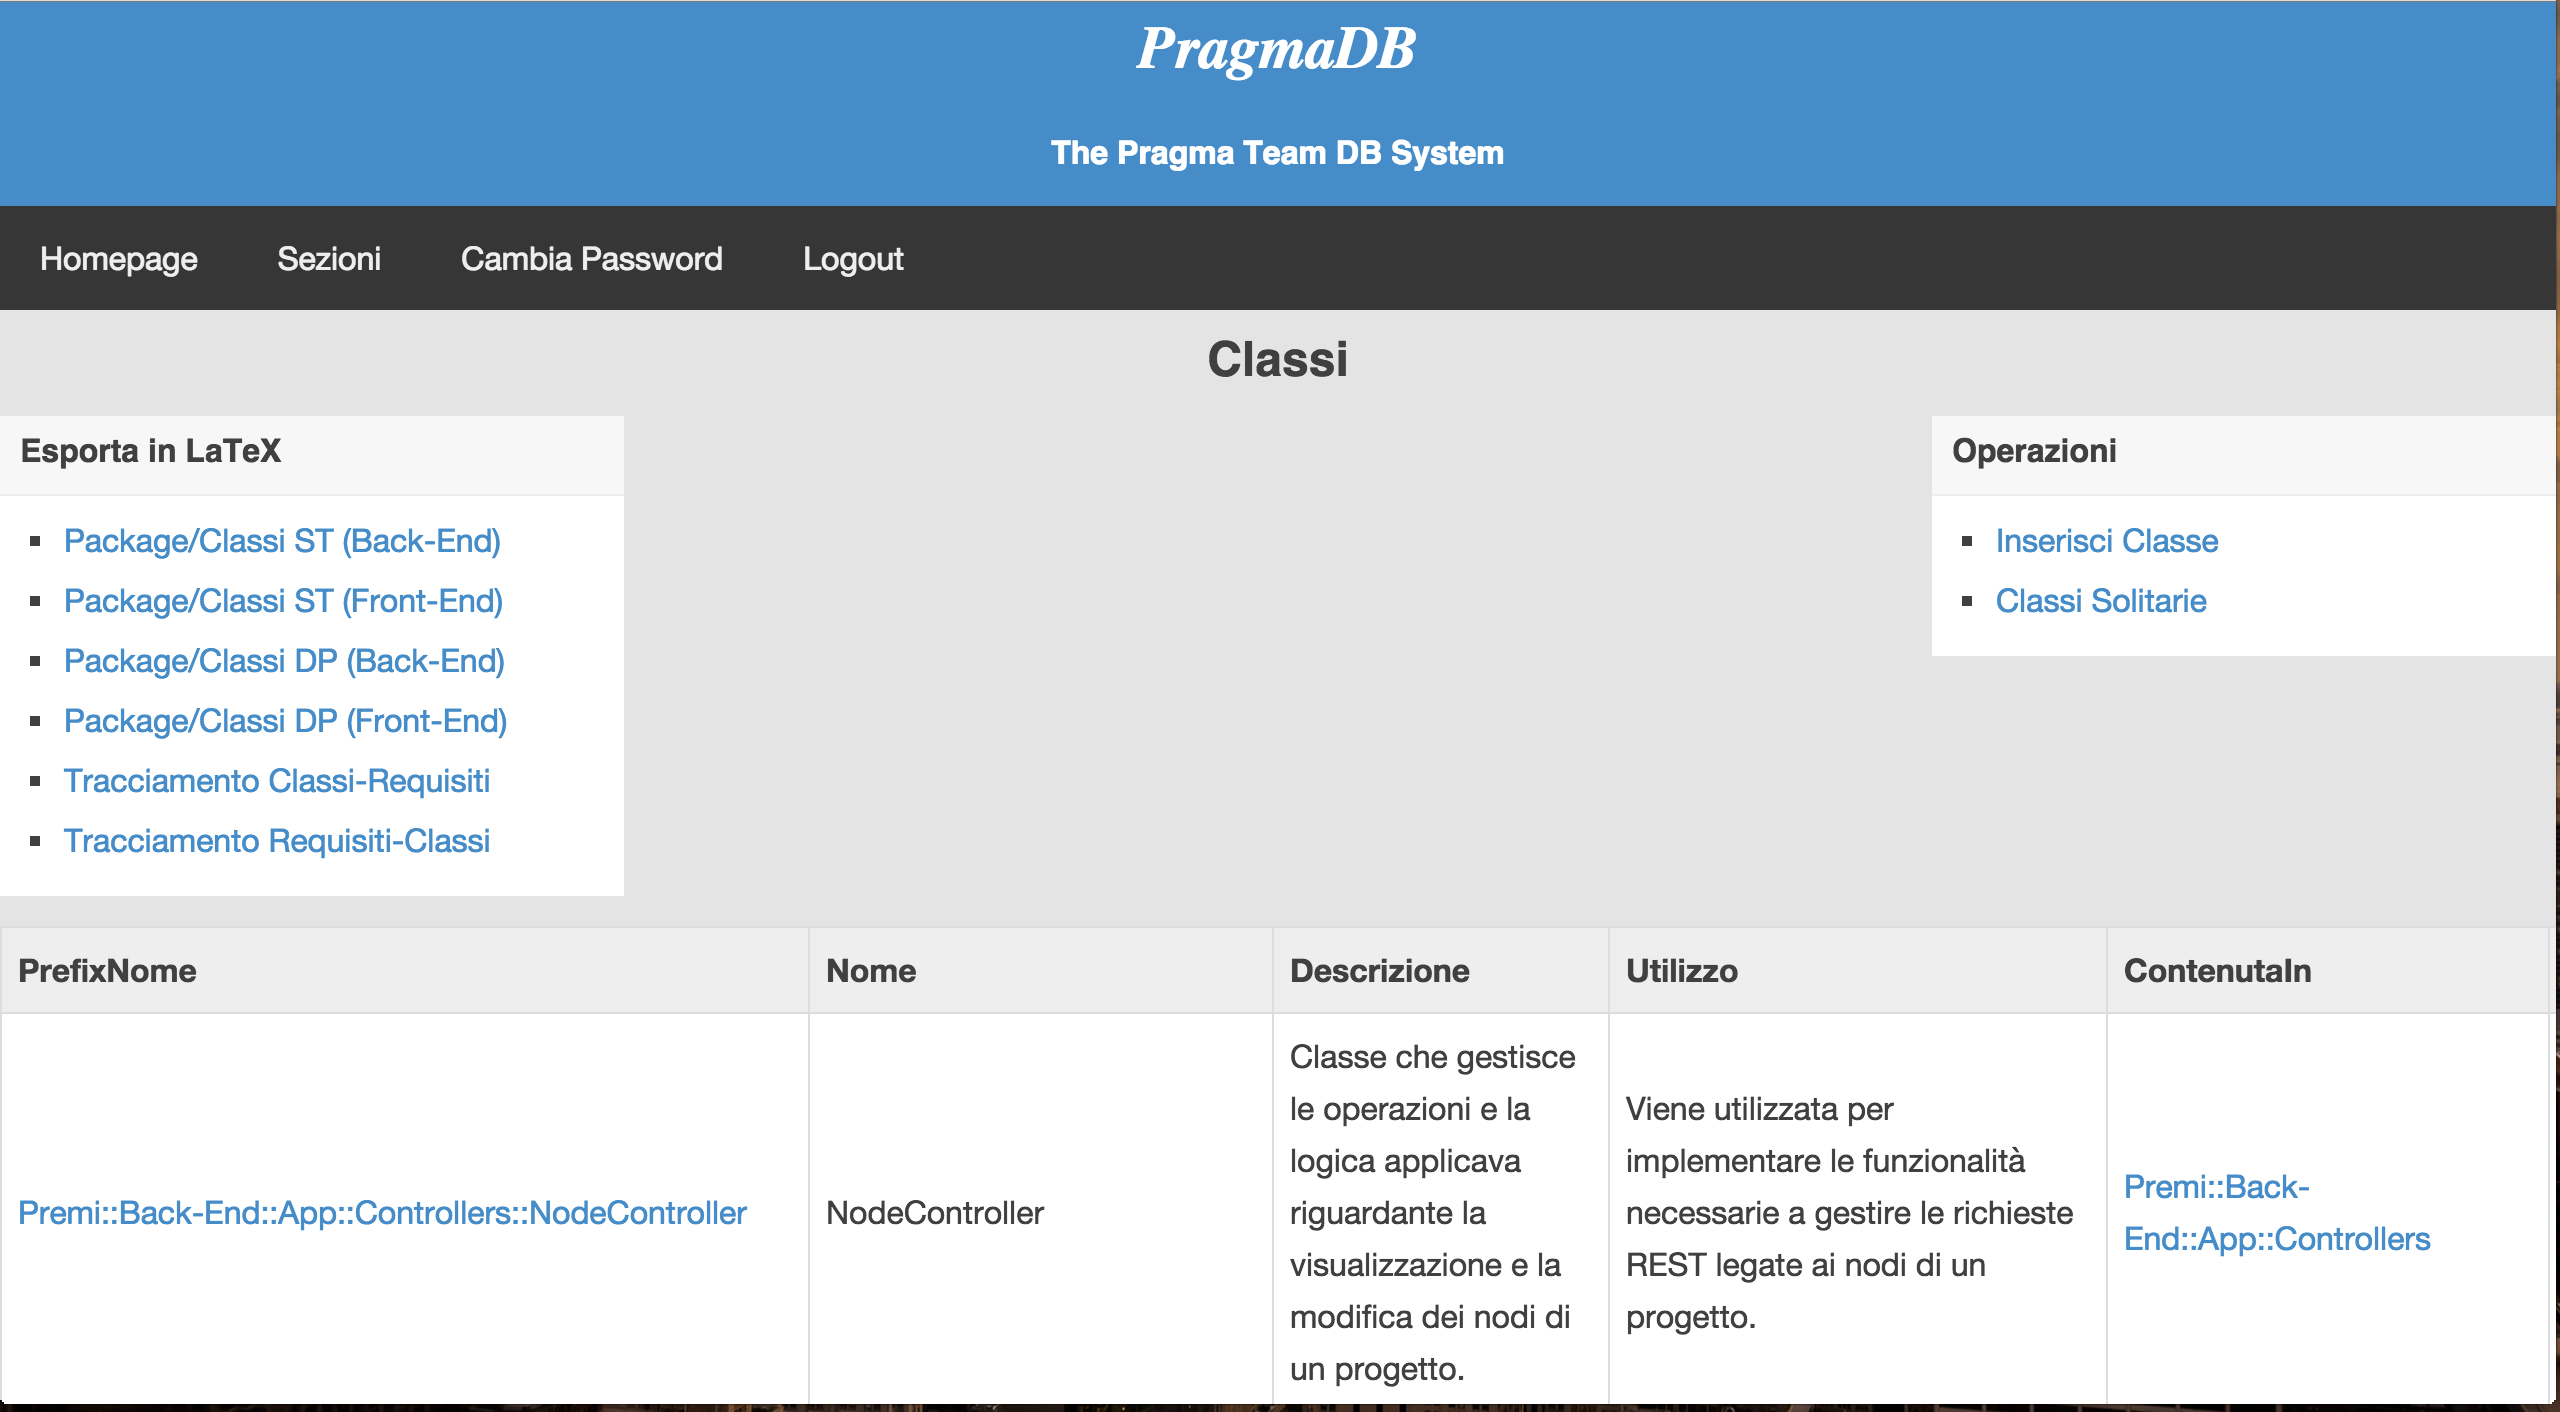 PragmaDB
The Pragma Team DB System
Homepage Sezioni Cambia Password Logout
Classi
Esporta in LaTeX
Package/Classi ST (Back-End)
Package/Classi ST (Front-End)
Package/Classi DP (Back-End)
Package/Classi DP (Front-End)
Tracciamento Classi-Requisiti
Tracciamento Requisiti-Classi
Operazioni
Inserisci Classe
Classi Solitarie
PrefixNome Nome Descrizione Utilizzo ContenutaIn
Premi::Back-End::App::Controllers::NodeController
NodeController
Classe che gestisce
le operazioni e la
logica applicava
riguardante la
visualizzazione e la
modifica dei nodi di
un progetto.
Viene utilizzata per
implementare le funzionalità
necessarie a gestire le richieste
REST legate ai nodi di un
progetto.
Premi::Back-
End::App::Controllers